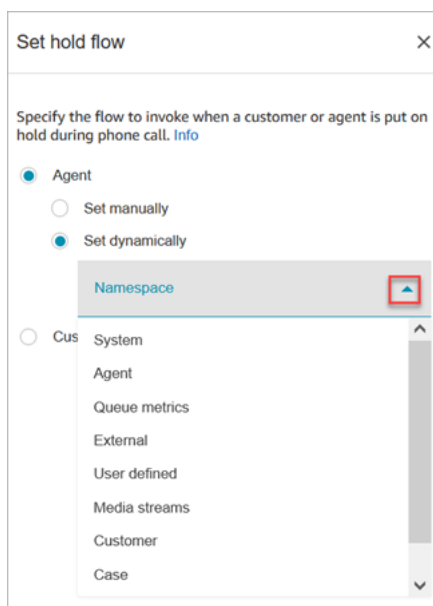 Set hold flow
Specify the flow to invoke when a customer or agent is put on
hold during phone call. Info
Agent
Set manually
Set dynamically
Namespace
Cus
System
Agent
Queue metrics
External
User defined
Media streams
Customer
Case